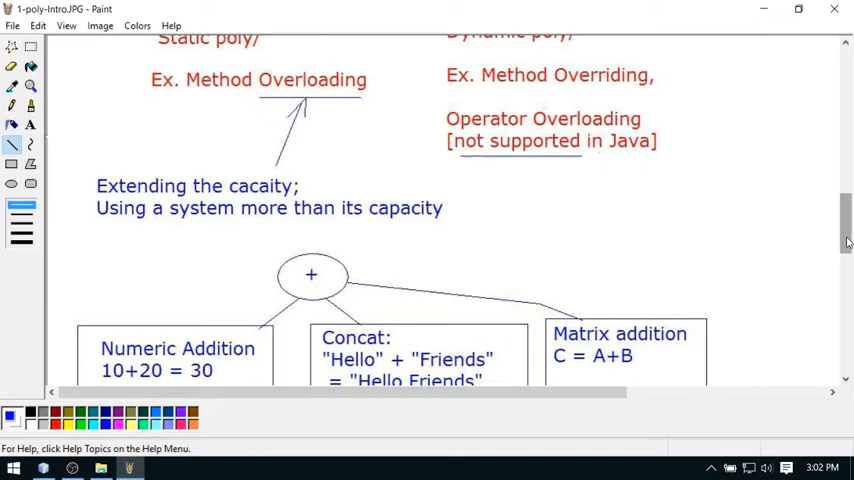 1-poly-Intro.JPG - Paint
File Edit View Image Colors Help
Static poly/
Dynamic poly/
Ex. Method Overloading
Ex. Method Overriding,
Operator Overloading
[not supported in Java]
Extending the cacaity;
Using a system more than its capacity
+
Numeric Addition
10+20 = 30
Concat:
"Hello" + "Friends"
= "Hello Friends"
Matrix addition
C = A+B
For Help, click Help Topics on the Help Menu.
3:02 PM